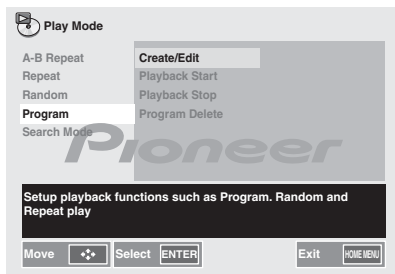 Play Mode
A-B Repeat
Repeat
Random
Program
Search Mode
Create/Edit
Playback Start
Playback Stop
Program Delete
Pioneer
Setup playback functions such as Program. Random and
Repeat play
Move Select ENTER Exit HOME MENU